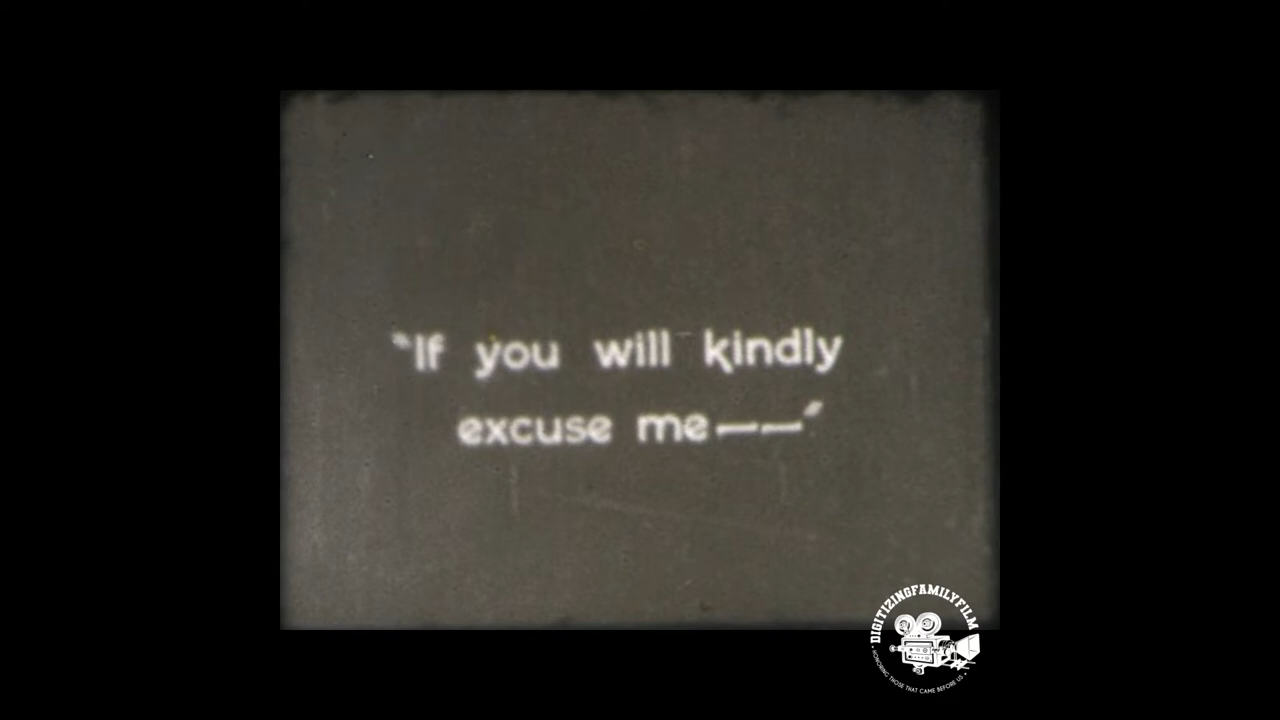 "If you will kindly
excuse me——"
DIGITIZINGFAMILYFILM
• HONORING THOSE THAT CAME BEFORE US •